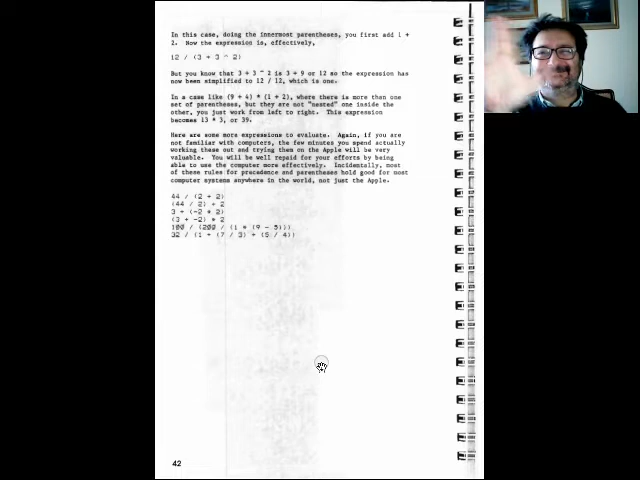 In this case, doing the innermost parentheses, you first add 1 +
2. Now the expression is, effectively,
12 / (3 + 3 ^ 2)
But you know that 3 + 3 ^ 2 is 3 + 9 or 12 so the expression has
now been simplified to 12 / 12, which is one.
In a case like (9 + 4) * (1 + 2), where there is more than one
set of parentheses, but they are not "nested" one inside the
other, you just work from left to right. This expression
becomes 13 * 3, or 39.
Here are some more expressions to evaluate. Again, if you are
not familiar with computers, the few minutes you spend actually
working these out and trying them on the Apple will be very
valuable. You will be well repaid for your efforts by being
able to use the computer more effectively. Incidentally, most
of these rules for precedence and parentheses hold good for most
computer systems anywhere in the world, not just the Apple.
44 / (2 + 2)
(44 / 2) + 2
3 + (-2 * 2)
(3 + -2) * 2
100 / (200 / (1 * (9 - 5)))
32 / (1 + (7 / 3) + (5 / 4))
42